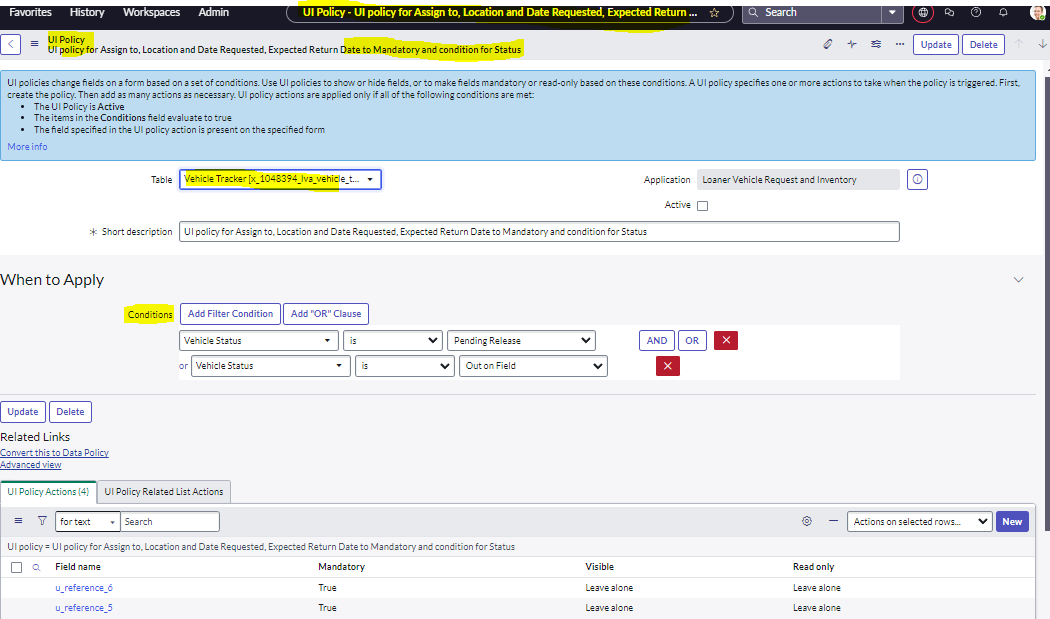 Favorites History Workspaces Admin UI Policy - UI policy for Assign to, Location and Date Requested, Expected Return ... Search
UI Policy
UI policy for Assign to, Location and Date Requested, Expected Return Date to Mandatory and condition for Status
Update Delete
UI policies change fields on a form based on a set of conditions. Use UI policies to show or hide fields, or to make fields mandatory or read-only based on these conditions. A UI policy specifies one or more actions to take when the policy is triggered. First,
create the policy. Then add as many actions as necessary. UI policy actions are applied only if all of the following conditions are met:
• The UI Policy is Active
• The items in the Conditions field evaluate to true
• The field specified in the UI policy action is present on the specified form
More info
Table Vehicle Tracker [x_1048394_lva_vehicle_t... Application Loaner Vehicle Request and Inventory
Active
Short description UI policy for Assign to, Location and Date Requested, Expected Return Date to Mandatory and condition for Status
When to Apply
Conditions Add Filter Condition Add "OR" Clause
Vehicle Status is Pending Release AND OR
or Vehicle Status is Out on Field
Update Delete
Related Links
Convert this to Data Policy
Advanced view
UI Policy Actions (4) UI Policy Related List Actions
for text Search Actions on selected rows... New
UI policy = UI policy for Assign to, Location and Date Requested, Expected Return Date to Mandatory and condition for Status
Field name Mandatory Visible Read only
u_reference_6 True Leave alone Leave alone
u_reference_5 True Leave alone Leave alone